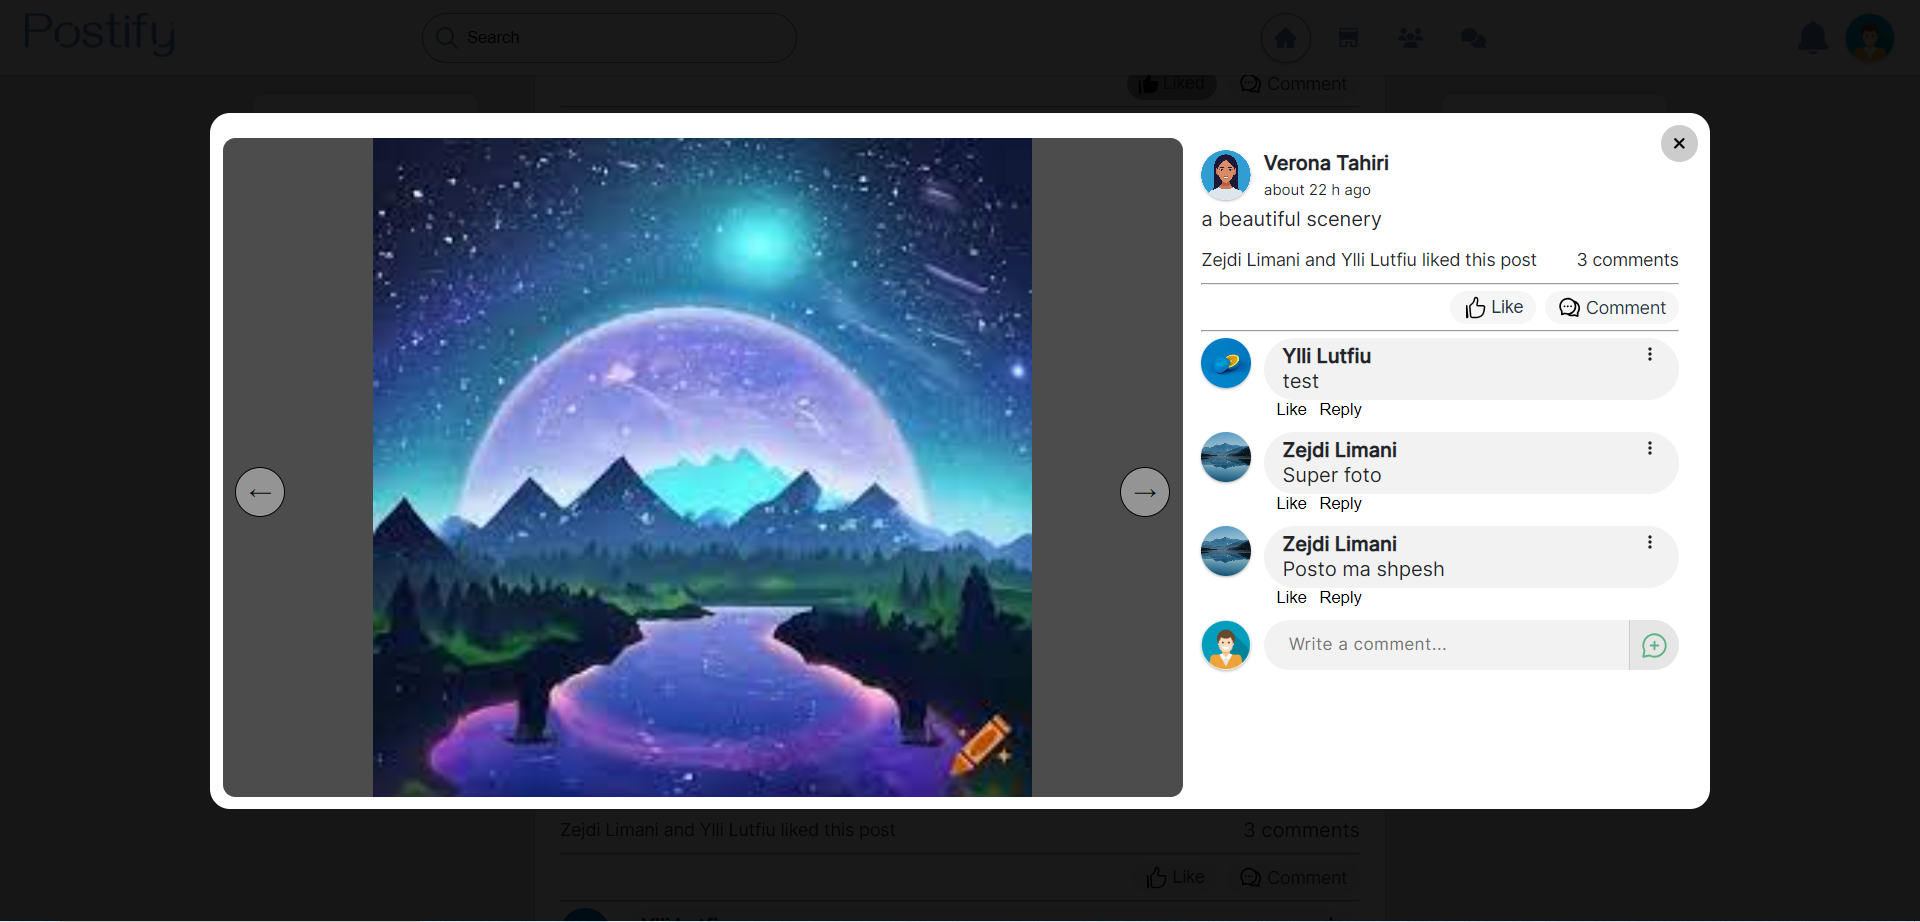 Postify
Search
Liked
Comment
Verona Tahiri
about 22 h ago
a beautiful scenery
Zejdi Limani and Ylli Lutfiu liked this post
3 comments
Like
Comment
Ylli Lutfiu
test
Like Reply
Zejdi Limani
Super foto
Like Reply
Zejdi Limani
Posto ma shpesh
Like Reply
Write a comment...
Zejdi Limani and Ylli Lutfiu liked this post
3 comments
Like
Comment